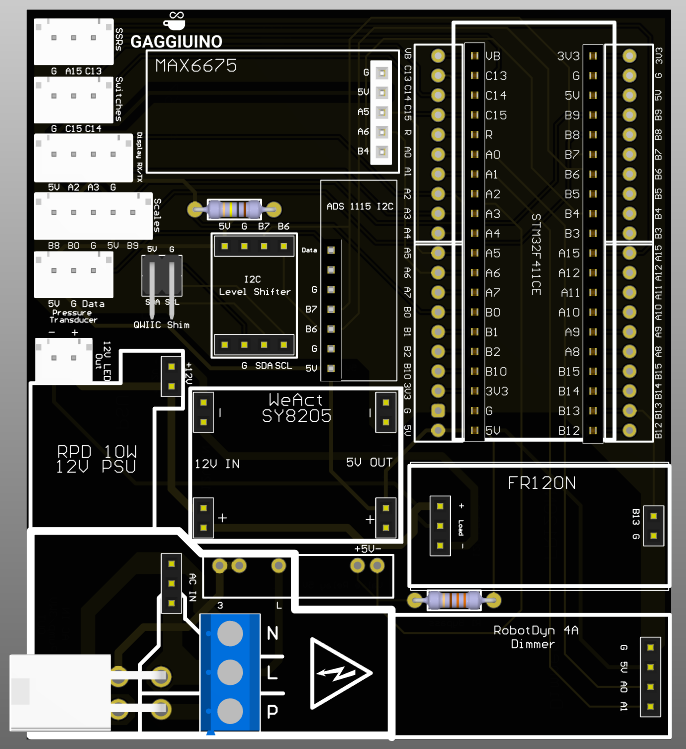 GAGGIUINO
SSRs
G A15 C13
Switches
G C15 C14
Display RX/TX
5V A2 A3 G
Scales
B8 B0 G 5V B9
5V G Data
Pressure
Transducer
- +
12V LED
Out
+12V
5V G
SDA SCL
QWIIC Shim
MAX6675
G
5V
A5
A6
B4
5V G B7 B6
I2C
Level Shifter
G SDA SCL
ADS 1115 I2C
Data
G
B7
B6
G
5V
VB
C13
C14
C15
R
A0
A1
A2
A3
A4
A5
A6
A7
B0
B1
B2
B10
3V3
G
5V
VB
C13
C14
C15
R
A0
A1
A2
A3
A4
A5
A6
A7
B0
B1
B2
B10
3V3
G
5V
STM32F411CE
3V3
G
5V
B9
B8
B7
B6
B5
B4
B3
A15
A12
A11
A10
A9
A8
B15
B14
B13
B12
3V3
G
5V
B9
B8
B7
B6
B5
B4
B3
A15
A12
A11
A10
A9
A8
B15
B14
B13
B12
RPD 10W
12V PSU
WeAct
SY8205
- -
12V IN 5V OUT
+ +
FR120N
+
Load
-
B13
G
+5V-
AC IN
3 L
N
L
P
RobotDyn 4A
Dimmer
G
5V
A0
A1